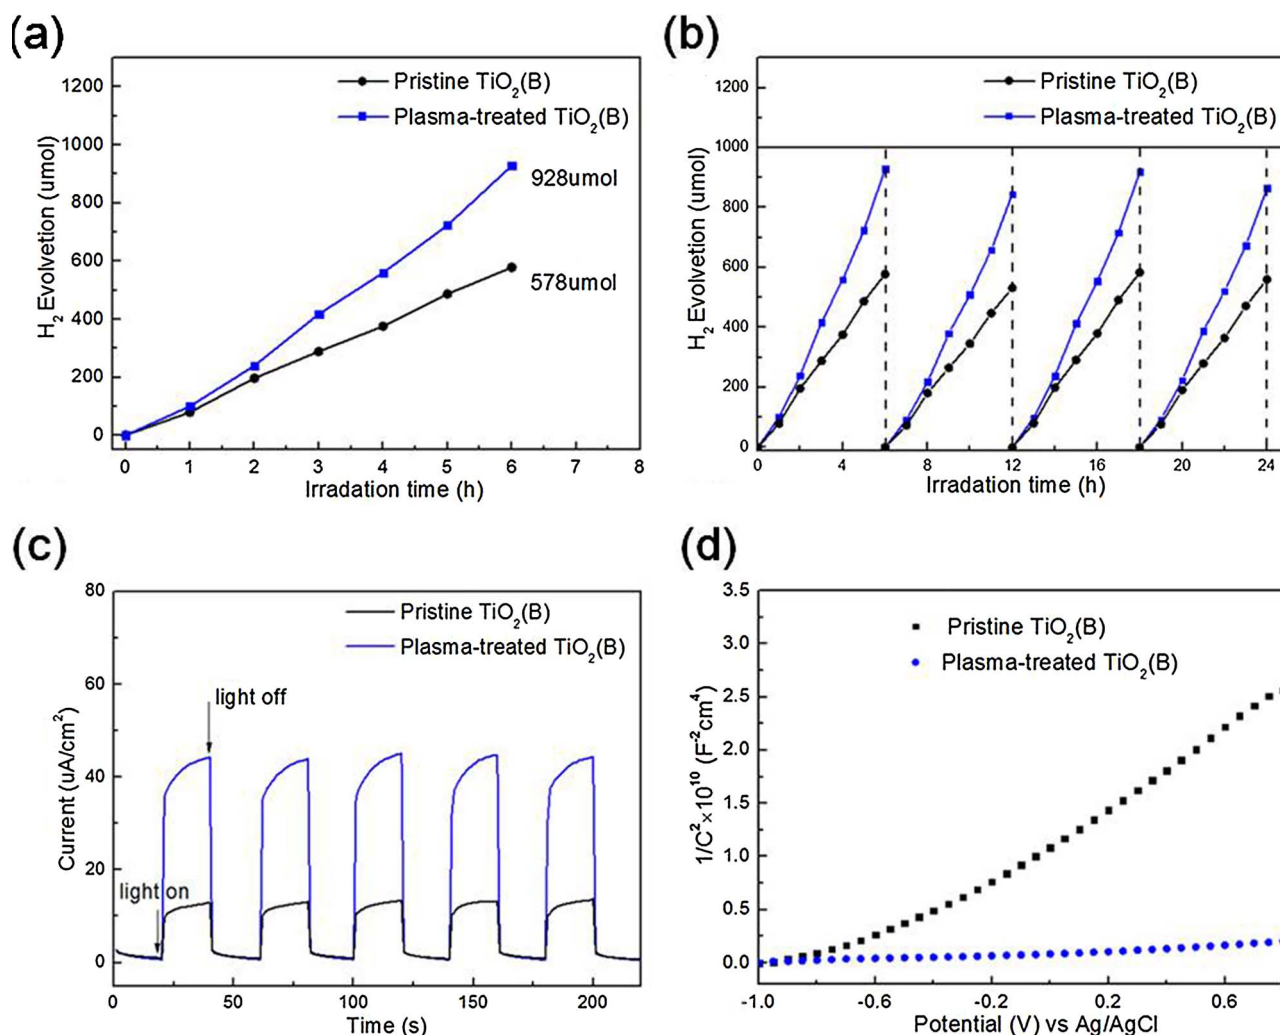 (a)
Pristine TiO2(B)
Plasma-treated TiO2(B)
928umol
578umol
H2 Evolvetion (umol)
1200
1000
800
600
400
200
0
0 1 2 3 4 5 6 7 8
Irradation time (h)
(b)
Pristine TiO2(B)
Plasma-treated TiO2(B)
H2 Evolvetion (umol)
1200
1000
800
600
400
200
0
0 4 8 12 16 20 24
Irradation time (h)
(c)
Pristine TiO2(B)
Plasma-treated TiO2(B)
light off
light on
Current (uA/cm2)
80
60
40
20
0
0 50 100 150 200
Time (s)
(d)
Pristine TiO2(B)
Plasma-treated TiO2(B)
1/C2×10^10 (F-2cm4)
3.5
3.0
2.5
2.0
1.5
1.0
0.5
0.0
-1.0 -0.6 -0.2 0.2 0.6
Potential (V) vs Ag/AgCl